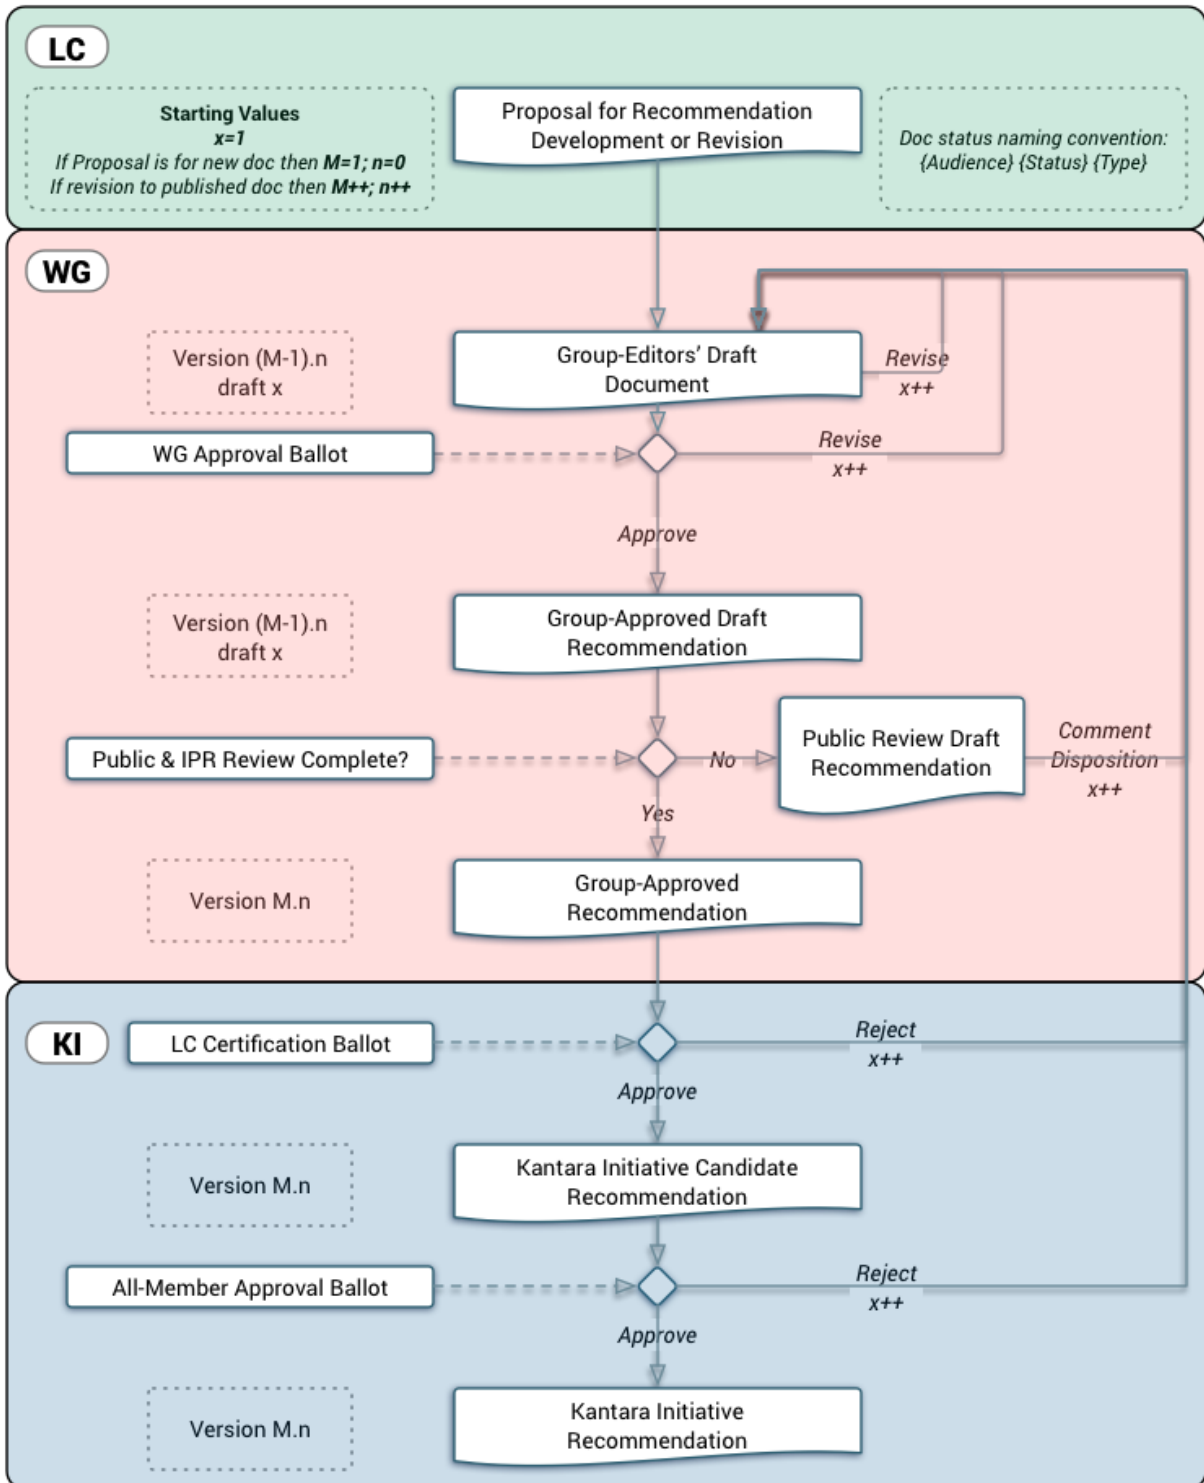 LC
Starting Values
x=1
If Proposal is for new doc then M=1; n=0
If revision to published doc then M++; n++
Proposal for Recommendation
Development or Revision
Doc status naming convention:
{Audience} {Status} {Type}
WG
Version (M-1).n
draft x
Group-Editors’ Draft
Document
Revise
x++
WG Approval Ballot
Revise
x++
Approve
Version (M-1).n
draft x
Group-Approved Draft
Recommendation
Public & IPR Review Complete?
No
Public Review Draft
Recommendation
Comment
Disposition
x++
Yes
Version M.n
Group-Approved
Recommendation
KI
LC Certification Ballot
Reject
x++
Approve
Version M.n
Kantara Initiative Candidate
Recommendation
All-Member Approval Ballot
Reject
x++
Approve
Version M.n
Kantara Initiative
Recommendation